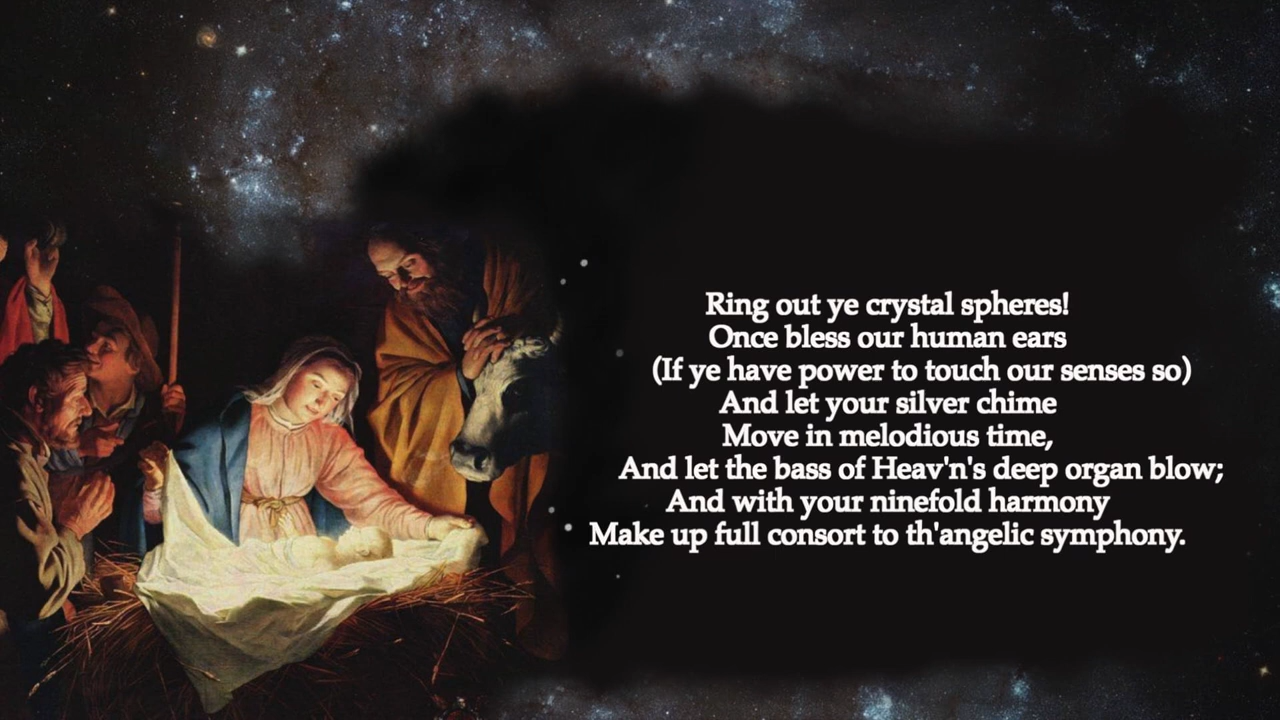 Ring out ye crystal spheres!
Once bless our human ears
(If ye have power to touch our senses so)
And let your silver chime
Move in melodious time,
And let the bass of Heav'n's deep organ blow;
And with your ninefold harmony
Make up full consort to th'angelic symphony.